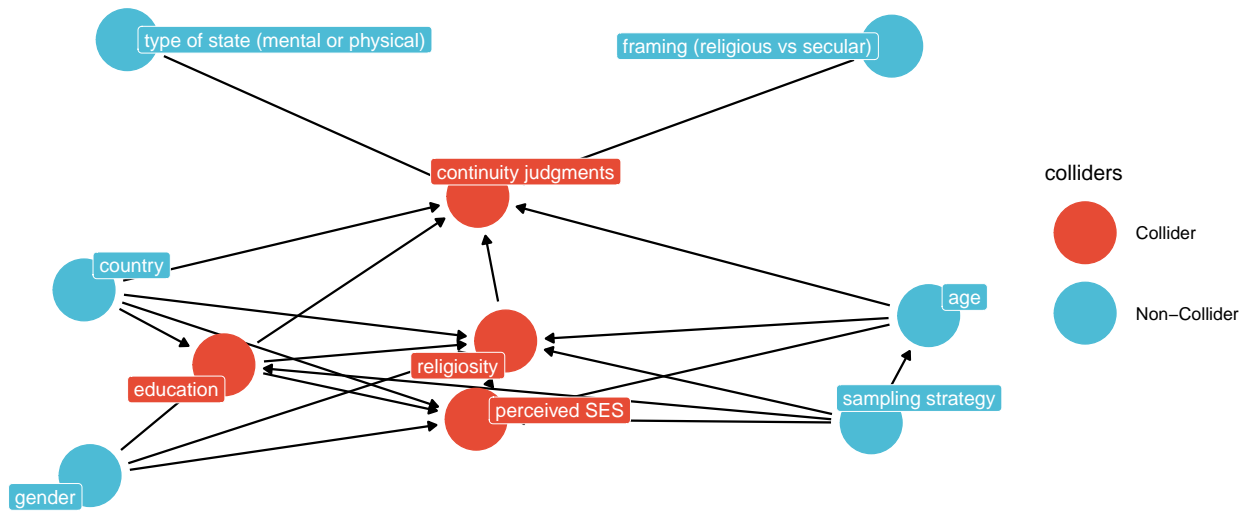 type of state (mental or physical)
framing (religious vs secular)
continuity judgments
colliders
Collider
country
age
Non−Collider
religiosity
education
sampling strategy
perceived SES
gender